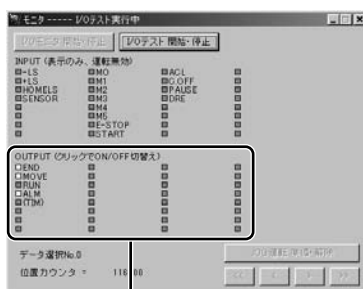 モニタ ----- I/Oテスト実行中
I/Oモニタ 開始・停止
I/Oテスト 開始・停止
INPUT (表示のみ、運転無効)
-LS M0 ACL
+LS M1 C.OFF
HOMELS M2 PAUSE
SENSOR M3 DRE
M4
M5
E-STOP
START
OUTPUT (クリックでON/OFF切替え)
END
MOVE
RUN
ALM
(TIM)
データ選択No.0
位置カウンタ =